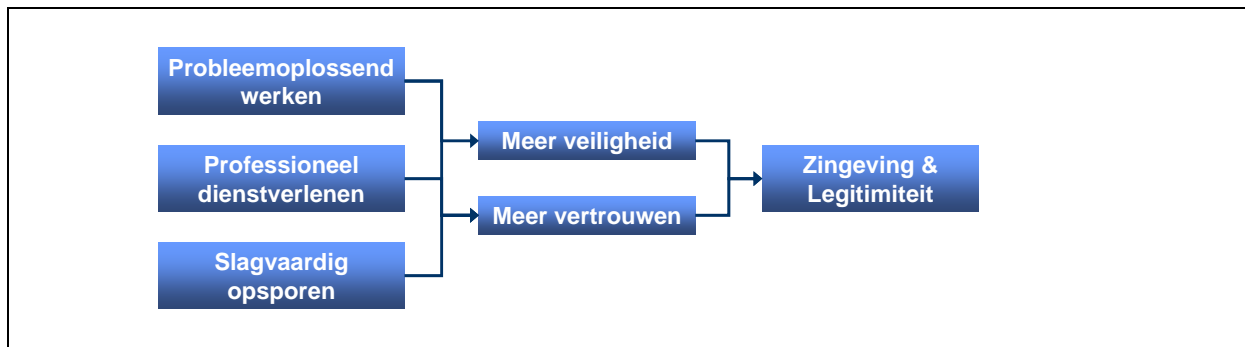 Probleemoplossend
werken
Professioneel
dienstverlenen
Slagvaardig
opsporen
Meer veiligheid
Meer vertrouwen
Zingeving &
Legitimiteit